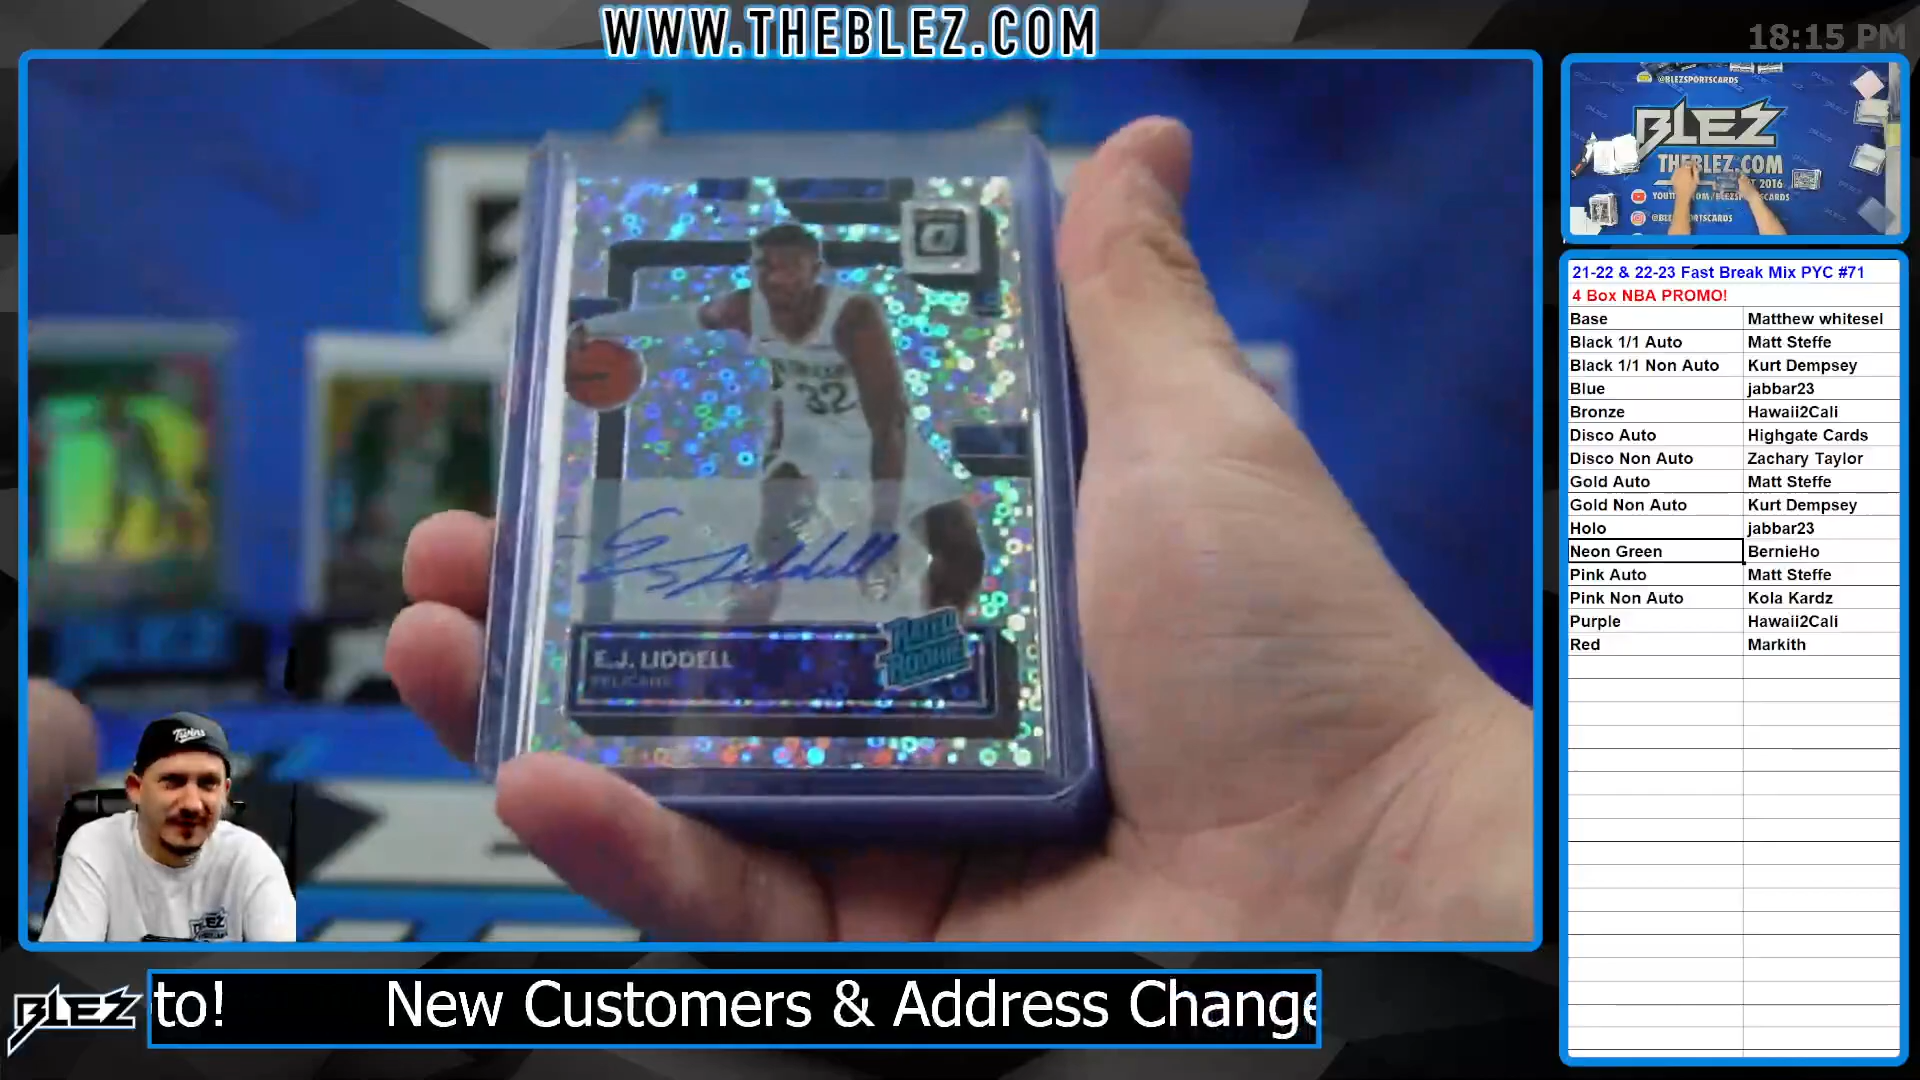 WWW.THEBLEZ.COM
18:15 PM
@BLEZSPORTSCARDS
BLEZ
THEBLEZ.COM
2016
21-22 & 22-23 Fast Break Mix PYC #71
4 Box NBA PROMO!
Base Matthew whitesel
Black 1/1 Auto Matt Steffe
Black 1/1 Non Auto Kurt Dempsey
Blue jabbar23
Bronze Hawaii2Cali
Disco Auto Highgate Cards
Disco Non Auto Zachary Taylor
Gold Auto Matt Steffe
Gold Non Auto Kurt Dempsey
Holo jabbar23
Neon Green BernieHo
Pink Auto Matt Steffe
Pink Non Auto Kola Kardz
Purple Hawaii2Cali
Red Markith
32
E.J. LIDDELL
PELICANS
RATED ROOKIE
Twins
BLEZ
BLEZ
to! New Customers & Address Change